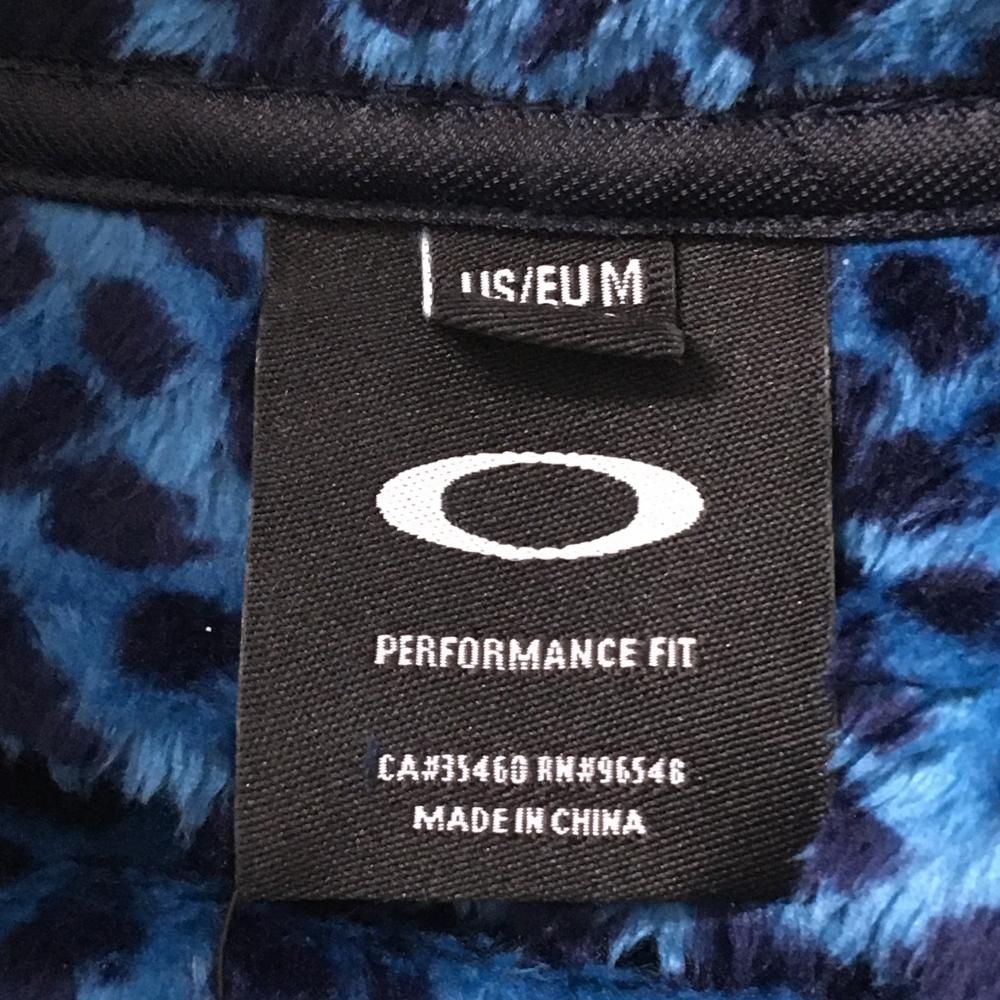 US/EU M
PERFORMANCE FIT
CA#35460 RN#96546
MADE IN CHINA